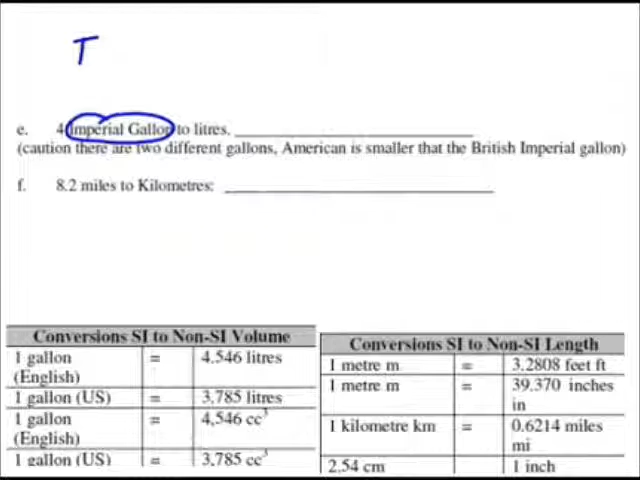 T
e. 4 Imperial Gallon to litres.
(caution there are two different gallons, American is smaller that the British Imperial gallon)
f. 8.2 miles to Kilometres:
Conversions SI to Non-SI Volume
1 gallon (English) = 4.546 litres
1 gallon (US) = 3.785 litres
1 gallon (English) = 4,546 cc³
1 gallon (US) = 3,785 cc³
Conversions SI to Non-SI Length
1 metre m = 3.2808 feet ft
1 metre m = 39.370 inches in
1 kilometre km = 0.6214 miles mi
2.54 cm 1 inch